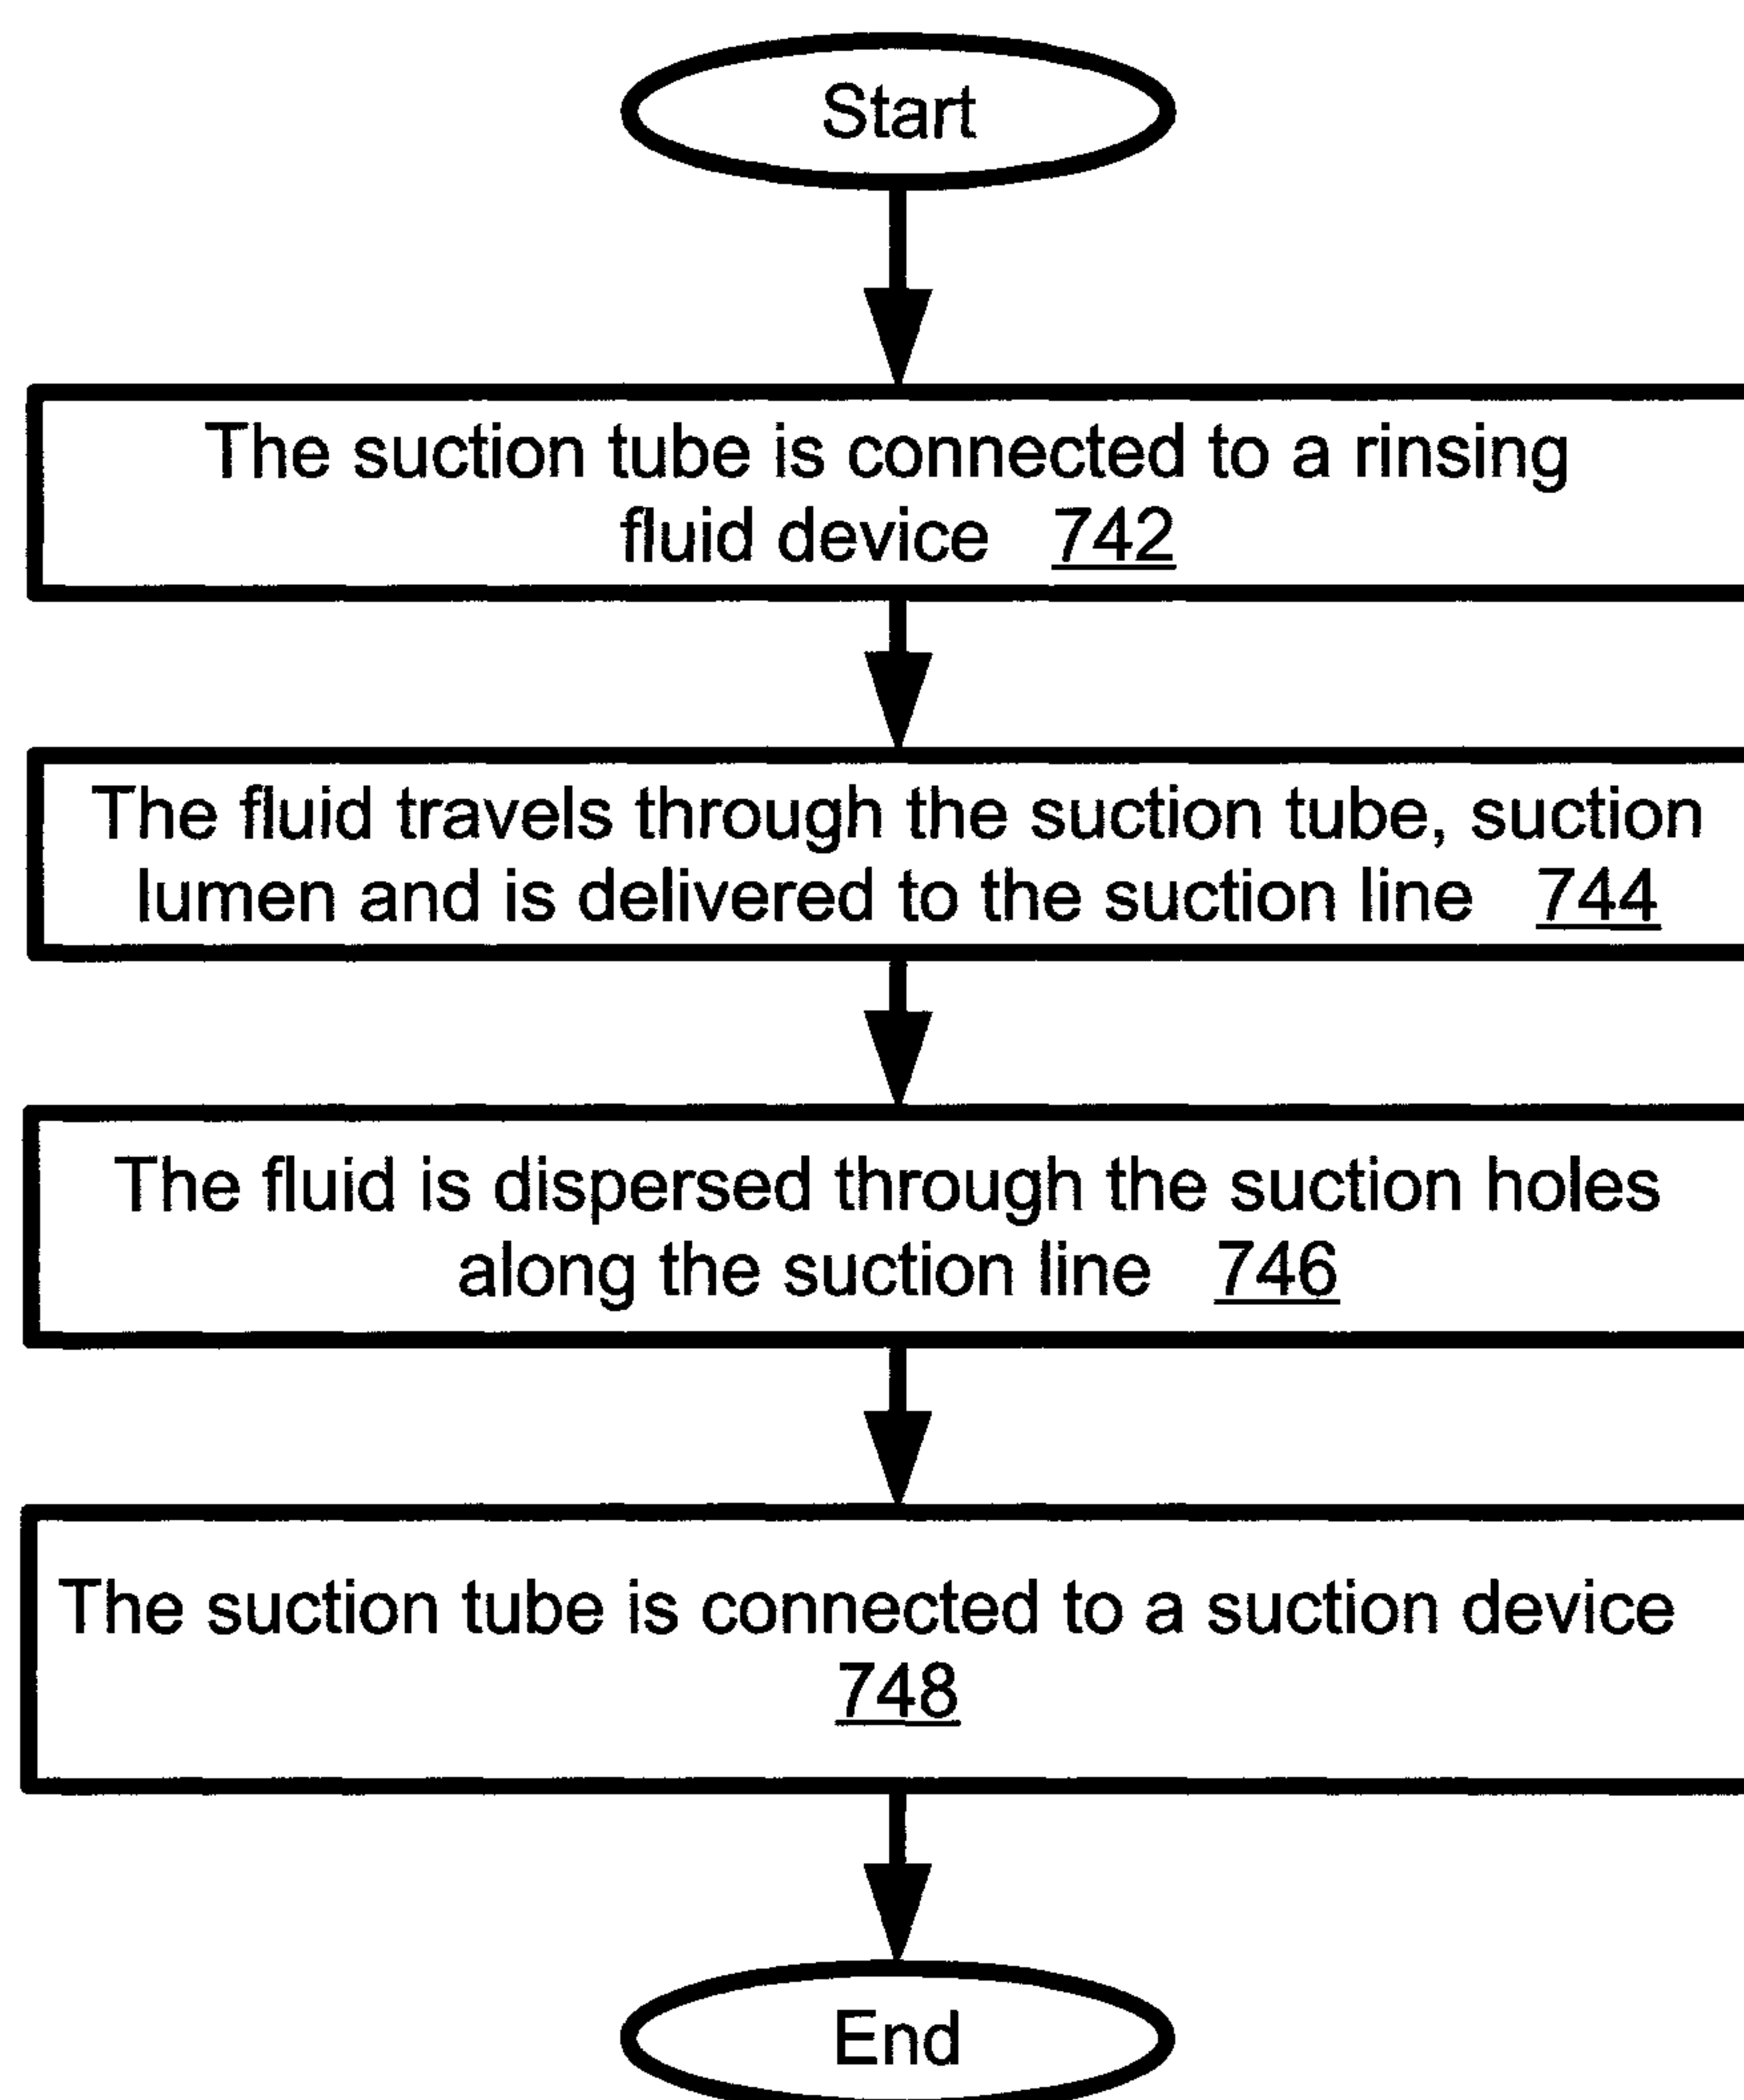 Start
The suction tube is connected to a rinsing
fluid device 742
The fluid travels through the suction tube, suction
lumen and is delivered to the suction line 744
The fluid is dispersed through the suction holes
along the suction line 746
The suction tube is connected to a suction device
748
End